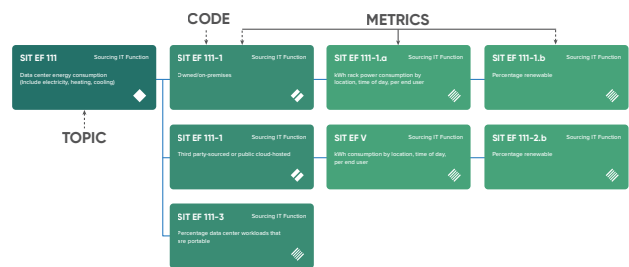 CODE METRICS
SIT EF 111 Sourcing IT Function
Data center energy consumption
(Include electricity, heating, cooling)
SIT EF 111-1 Sourcing IT Function
Owned/on-premises
SIT EF 111-1.a Sourcing IT Function
kWh rack power consumption by
location, time of day, per end user
SIT EF 111-1.b Sourcing IT Function
Percentage renewable
TOPIC
SIT EF 111-1 Sourcing IT Function
Third party-sourced or public cloud-hosted
SIT EF V Sourcing IT Function
kWh consumption by location, time of day,
per end user
SIT EF 111-2.b Sourcing IT Function
Percentage renewable
SIT EF 111-3 Sourcing IT Function
Percentage data center workloads that
are portable